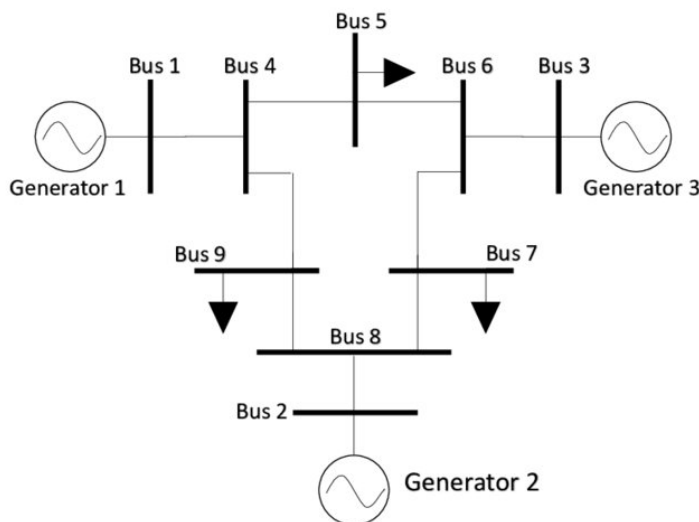 Bus 5
Bus 1
Bus 4
Bus 6
Bus 3
Generator 1
Generator 3
Bus 9
Bus 7
Bus 8
Bus 2
Generator 2